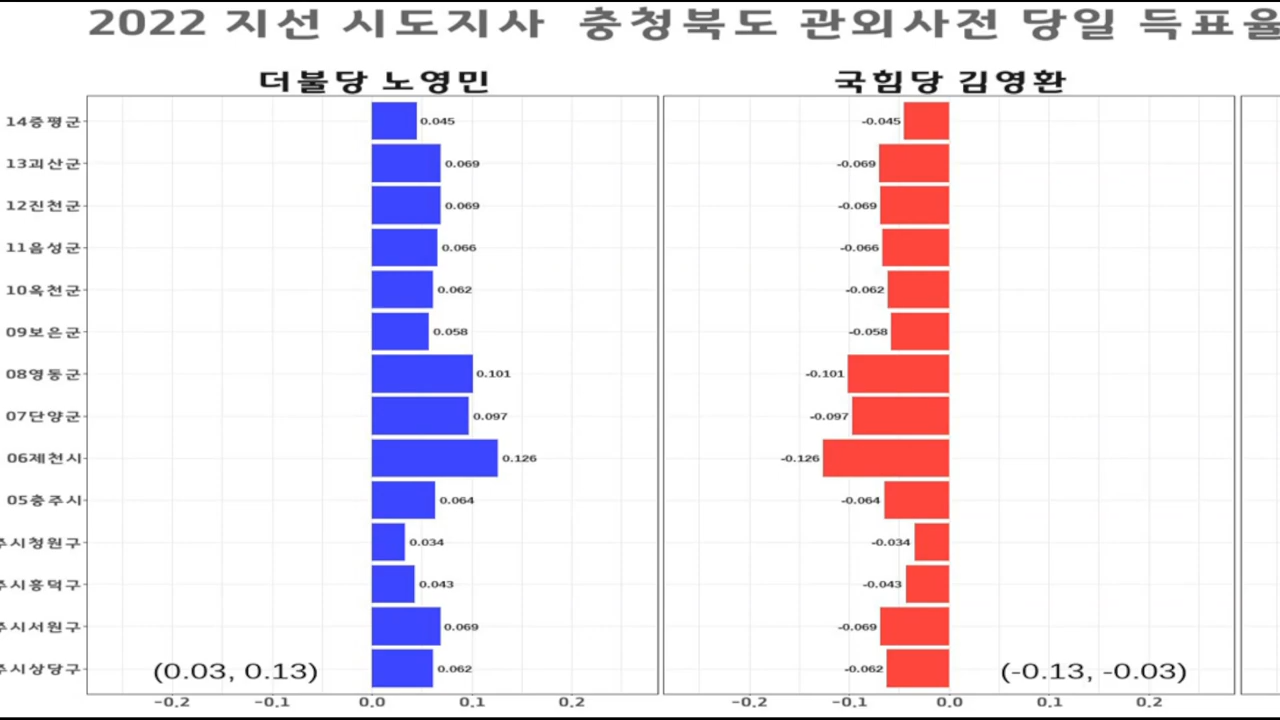 2022 지선 시도지사 충청북도 관외사전 당일 득표율
더불당 노영민 국힘당 김영환
14증평군 0.045 -0.045
13괴산군 0.069 -0.069
12진천군 0.069 -0.069
11음성군 0.066 -0.066
10옥천군 0.062 -0.062
09보은군 0.058 -0.058
08영동군 0.101 -0.101
07단양군 0.097 -0.097
06제천시 0.126 -0.126
05충주시 0.064 -0.064
주시청원구 0.034 -0.034
주시흥덕구 0.043 -0.043
주시서원구 0.069 -0.069
주시상당구 (0.03, 0.13) 0.062 -0.062 (-0.13, -0.03)
-0.2 -0.1 0.0 0.1 0.2 -0.2 -0.1 0.0 0.1 0.2